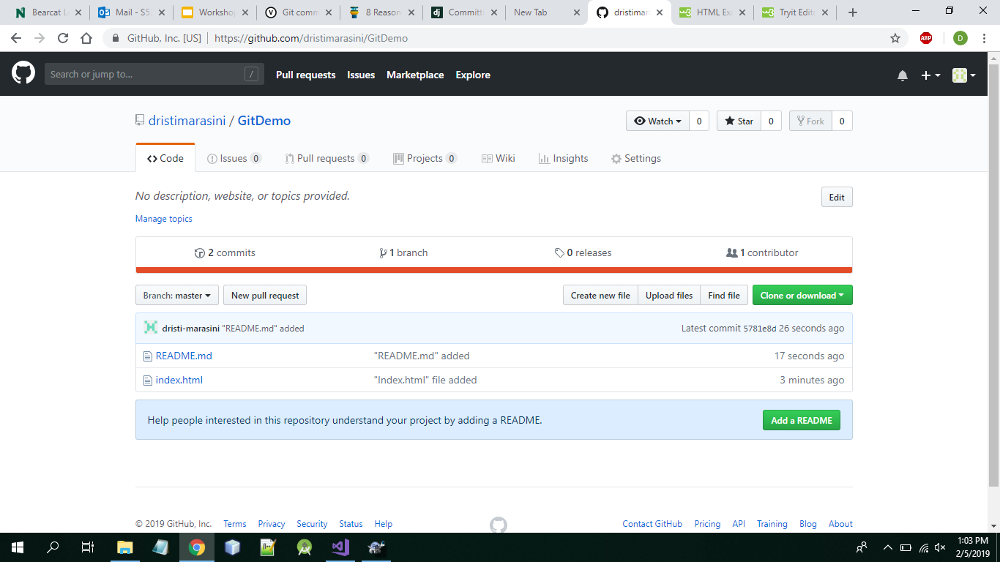 Bearcat L Mail - S5 Workshop Git comm 8 Reason Committ New Tab dristimar HTML Exa Tryit Edito
GitHub, Inc. [US] https://github.com/dristimarasini/GitDemo ABP D
Search or jump to... / Pull requests Issues Marketplace Explore
dristimarasini / GitDemo Watch 0 Star 0 Fork 0
Code Issues 0 Pull requests 0 Projects 0 Wiki Insights Settings
No description, website, or topics provided. Edit
Manage topics
2 commits 1 branch 0 releases 1 contributor
Branch: master New pull request Create new file Upload files Find file Clone or download
dristi-marasini "README.md" added Latest commit 5781e8d 26 seconds ago
README.md "README.md" added 17 seconds ago
index.html "Index.html" file added 3 minutes ago
Help people interested in this repository understand your project by adding a README. Add a README
© 2019 GitHub, Inc. Terms Privacy Security Status Help Contact GitHub Pricing API Training Blog About
1:03 PM
2/5/2019